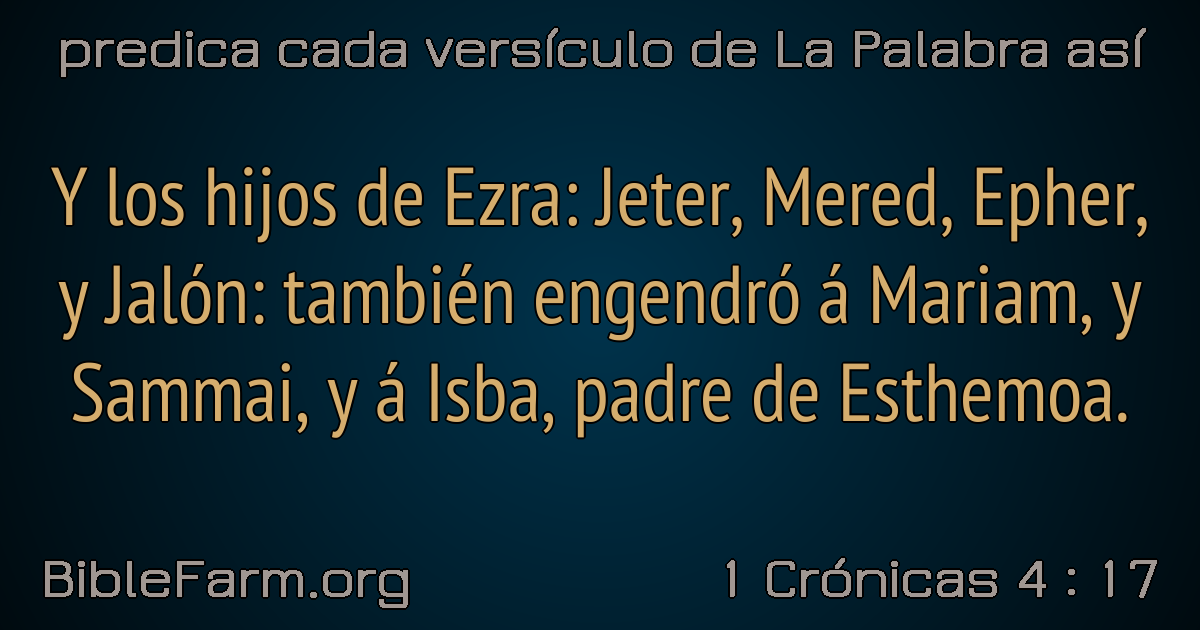 predica cada versículo de La Palabra así
Y los hijos de Ezra: Jeter, Mered, Epher,
y Jalón: también engendró á Mariam, y
Sammai, y á Isba, padre de Esthemoa.
BibleFarm.org
1 Crónicas 4 : 17